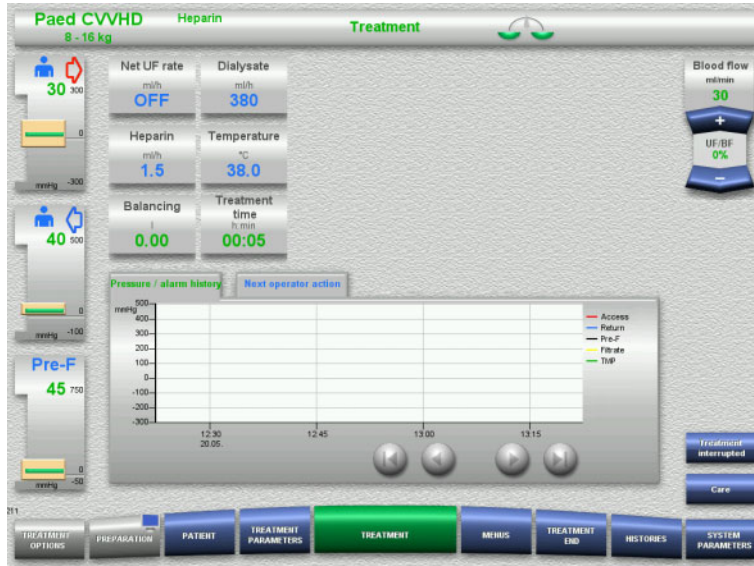 Paed CVVHD
Heparin
8 - 16 kg
Treatment
30
300
0
mmHg
-300
40
500
0
mmHg
-100
Pre-F
45
750
0
mmHg
-50
Net UF rate
ml/h
OFF
Dialysate
ml/h
380
Heparin
ml/h
1.5
Temperature
°C
38.0
Balancing
l
0.00
Treatment
time
h:min
00:05
Blood flow
ml/min
30
+
UF/BF
0%
−
Pressure / alarm history
Next operator action
mmHg
500
400
300
200
100
0
-100
-200
-300
12:30
20.05.
12:45
13:00
13:15
Access
Return
Pre-F
Filtrate
TMP
Treatment
interrupted
Care
211
TREATMENT
OPTIONS
PREPARATION
PATIENT
TREATMENT
PARAMETERS
TREATMENT
MENUS
TREATMENT
END
HISTORIES
SYSTEM
PARAMETERS